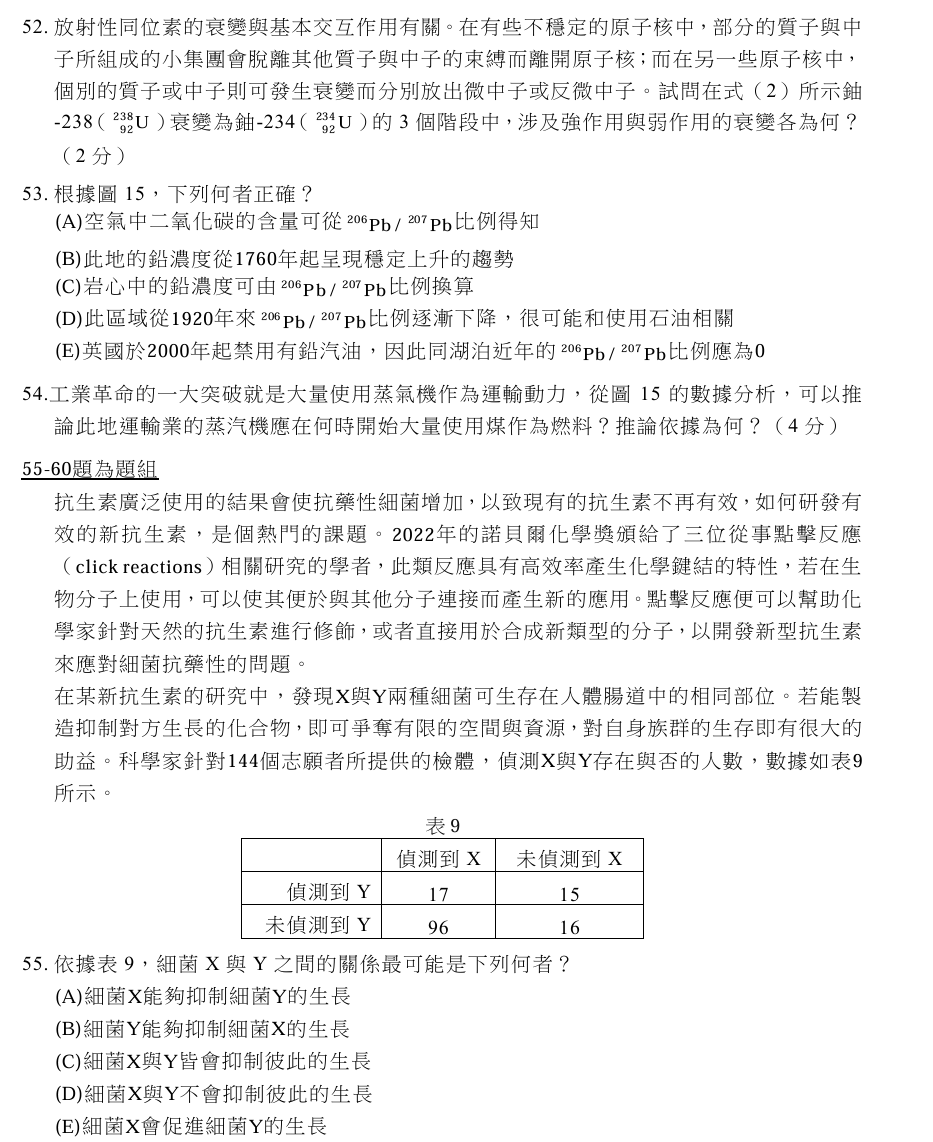 52. 放射性同位素的衰變與基本交互作用有關。在有些不穩定的原子核中，部分的質子與中
子所組成的小集團會脫離其他質子與中子的束縛而離開原子核；而在另一些原子核中，
個別的質子或中子則可發生衰變而分別放出微中子或反微中子。試問在式（2）所示鈾
-238（ ²³⁸₉₂U ）衰變為鈾-234（ ²³⁴₉₂U ）的 3 個階段中，涉及強作用與弱作用的衰變各為何？
（2 分）
53. 根據圖 15，下列何者正確？
(A)空氣中二氧化碳的含量可從 ²⁰⁶Pb / ²⁰⁷Pb比例得知
(B)此地的鉛濃度從1760年起呈現穩定上升的趨勢
(C)岩心中的鉛濃度可由 ²⁰⁶Pb / ²⁰⁷Pb比例換算
(D)此區域從1920年來 ²⁰⁶Pb / ²⁰⁷Pb比例逐漸下降，很可能和使用石油相關
(E)英國於2000年起禁用有鉛汽油，因此同湖泊近年的 ²⁰⁶Pb / ²⁰⁷Pb比例應為0
54.工業革命的一大突破就是大量使用蒸氣機作為運輸動力，從圖 15 的數據分析，可以推
論此地運輸業的蒸汽機應在何時開始大量使用煤作為燃料？推論依據為何？（4 分）
55-60題為題組
抗生素廣泛使用的結果會使抗藥性細菌增加，以致現有的抗生素不再有效，如何研發有
效的新抗生素，是個熱門的課題。2022年的諾貝爾化學獎頒給了三位從事點擊反應
（click reactions）相關研究的學者，此類反應具有高效率產生化學鍵結的特性，若在生
物分子上使用，可以使其便於與其他分子連接而產生新的應用。點擊反應便可以幫助化
學家針對天然的抗生素進行修飾，或者直接用於合成新類型的分子，以開發新型抗生素
來應對細菌抗藥性的問題。
在某新抗生素的研究中，發現X與Y兩種細菌可生存在人體腸道中的相同部位。若能製
造抑制對方生長的化合物，即可爭奪有限的空間與資源，對自身族群的生存即有很大的
助益。科學家針對144個志願者所提供的檢體，偵測X與Y存在與否的人數，數據如表9
所示。
表 9
偵測到 X 未偵測到 X
偵測到 Y 17 15
未偵測到 Y 96 16
55. 依據表 9，細菌 X 與 Y 之間的關係最可能是下列何者？
(A)細菌X能夠抑制細菌Y的生長
(B)細菌Y能夠抑制細菌X的生長
(C)細菌X與Y皆會抑制彼此的生長
(D)細菌X與Y不會抑制彼此的生長
(E)細菌X會促進細菌Y的生長